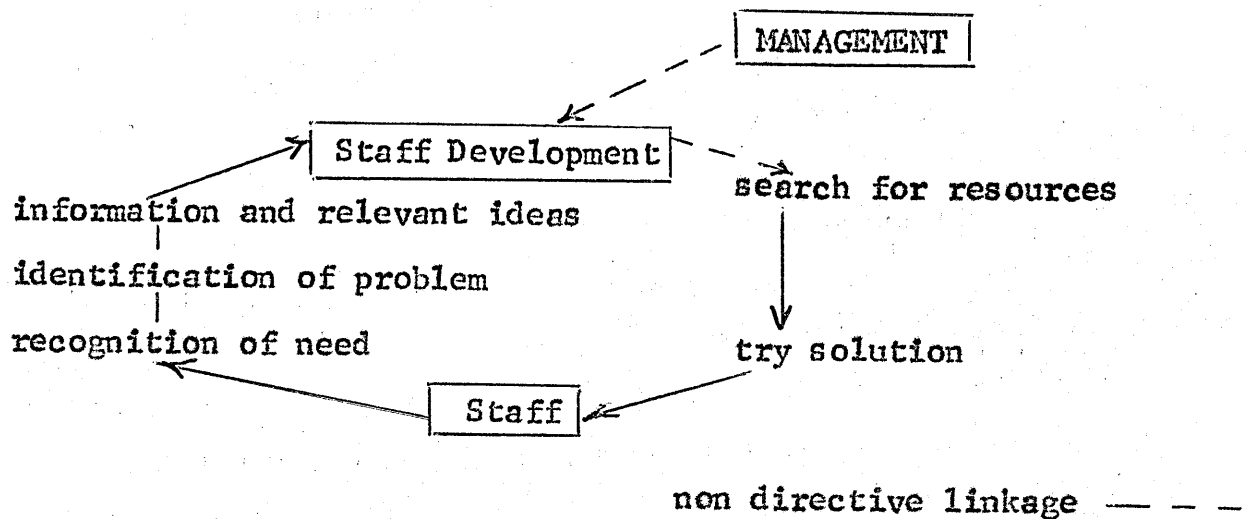 MANAGEMENT
Staff Development
search for resources
information and relevant ideas
identification of problem
recognition of need
try solution
Staff
non directive linkage — — —